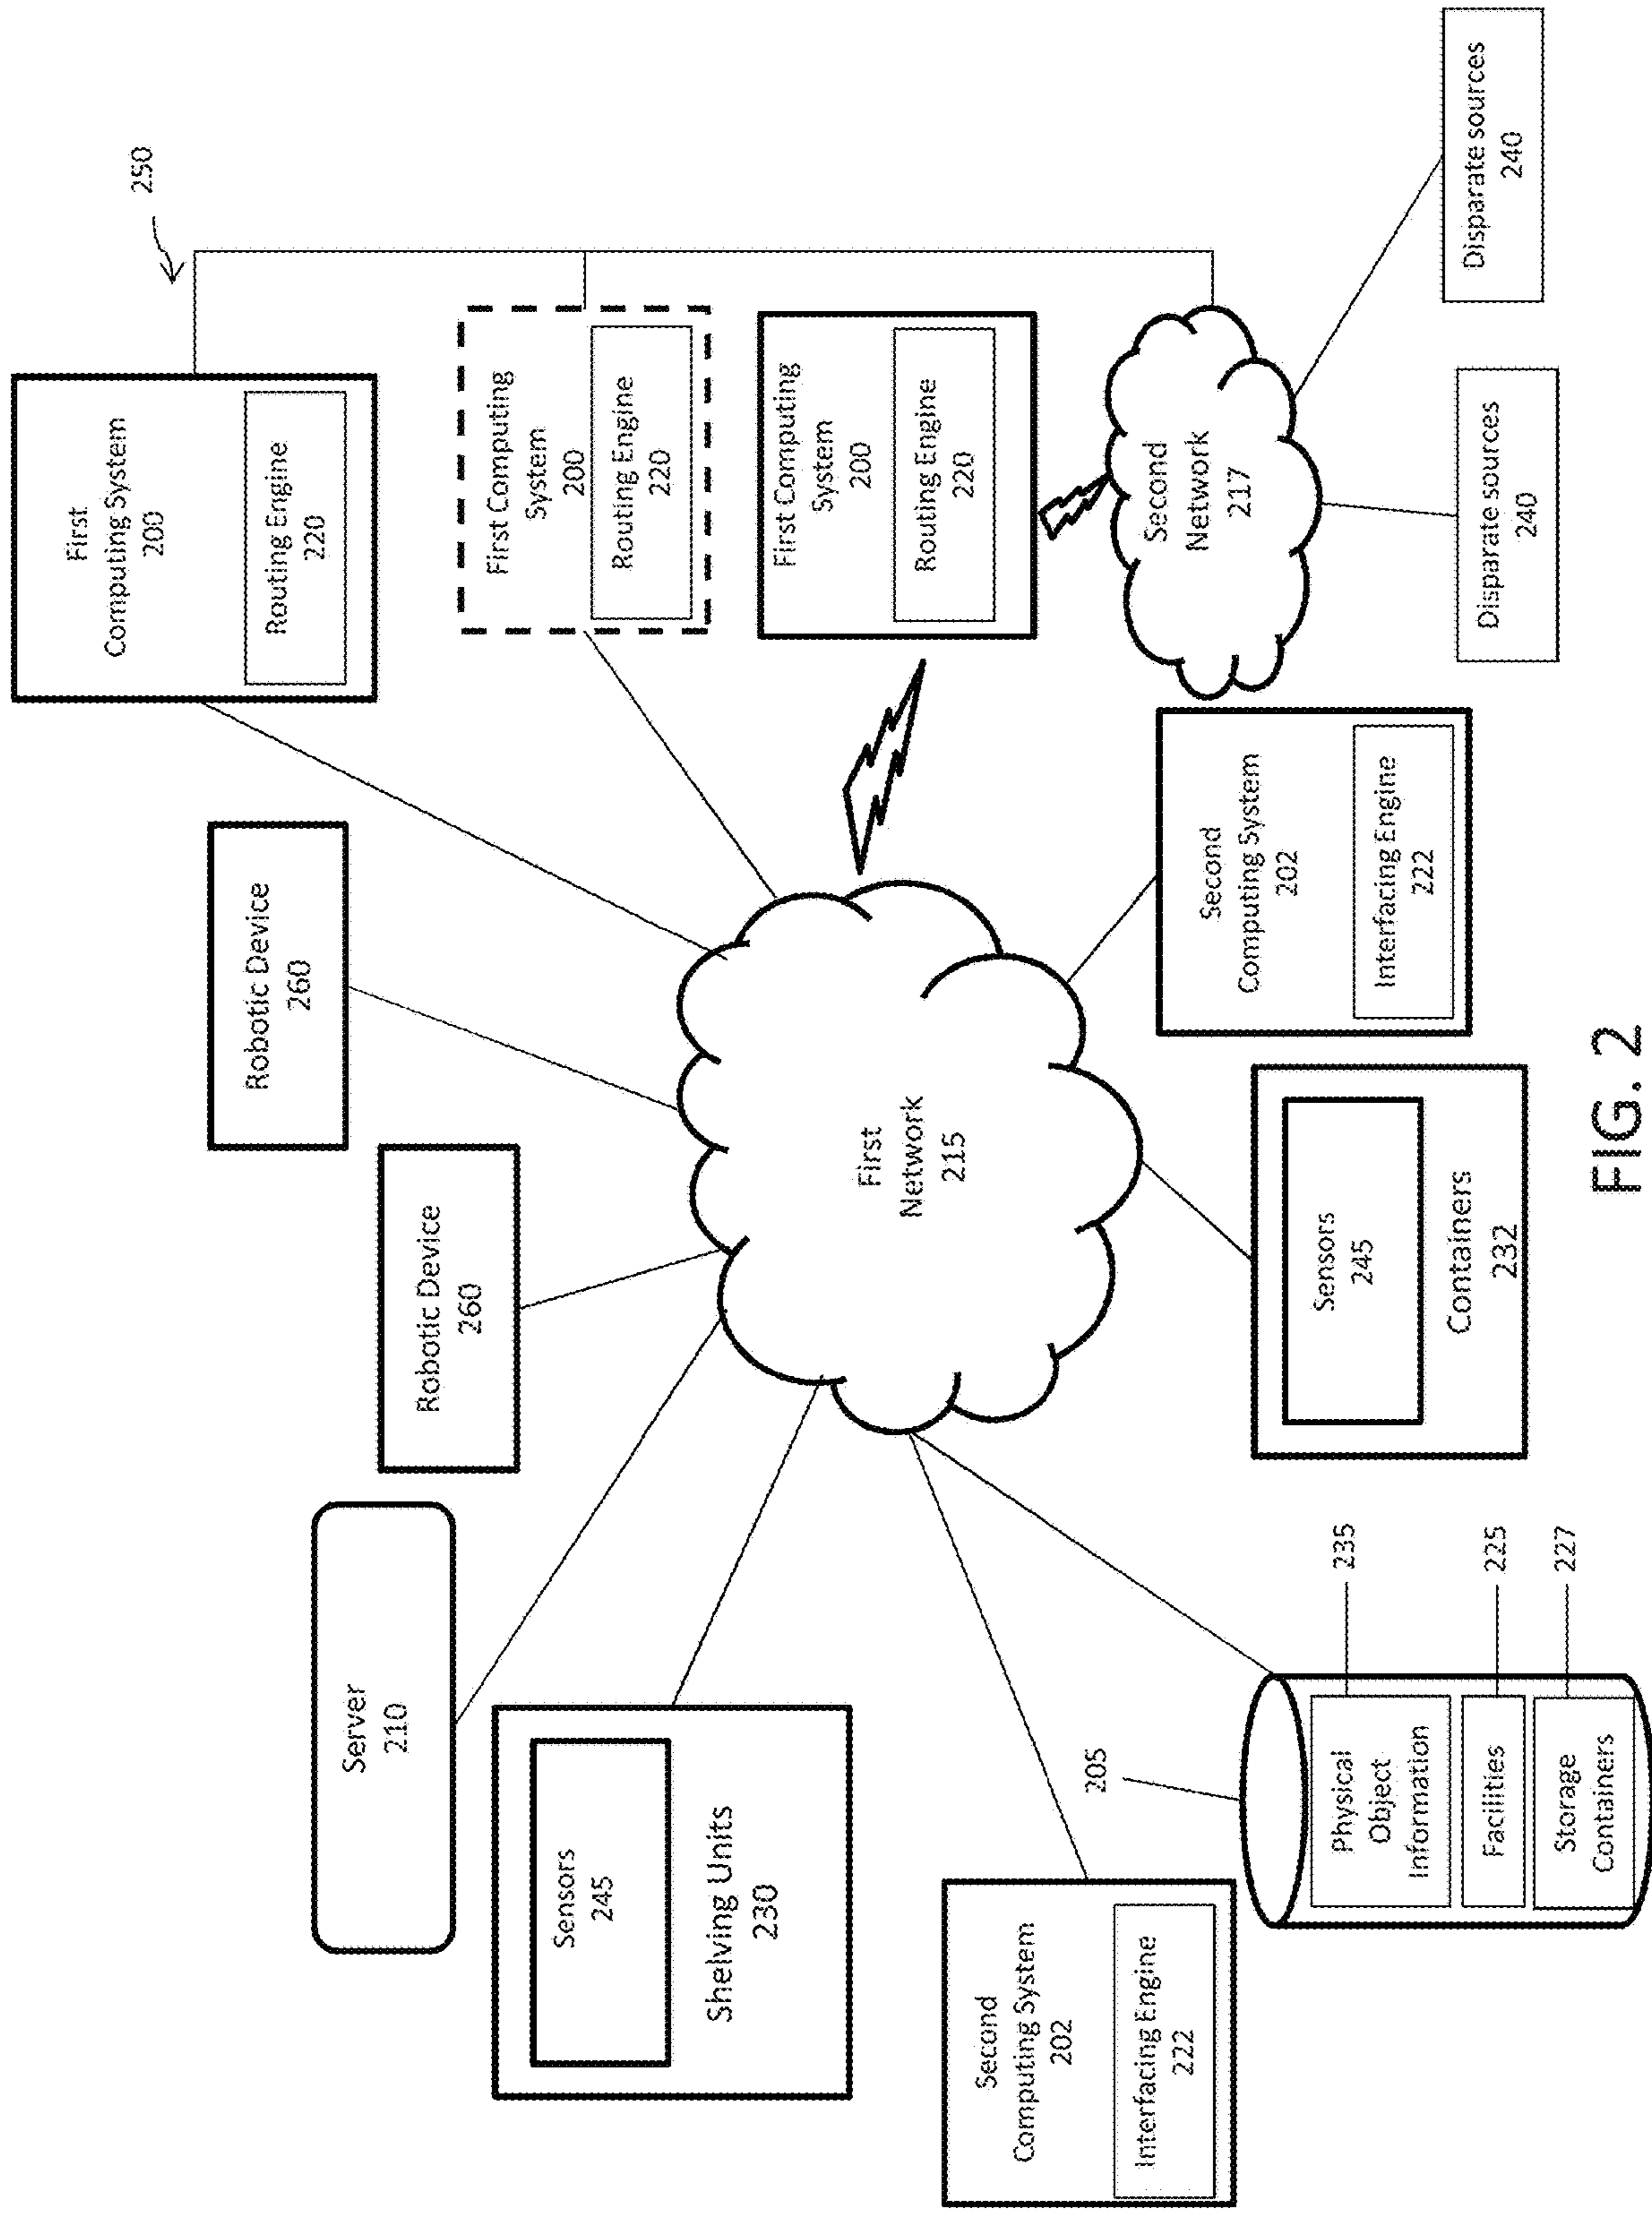 250
First
Computing System
200
Routing Engine
220
Robotic Device
260
Robotic Device
260
Server
210
Sensors
245
Shelving Units
230
First Computing
System
200
Routing Engine
220
First Computing
System
200
Routing Engine
220
First
Network
215
Second
Computing System
202
Interfacing Engine
222
205
Physical
Object
Information
235
Facilities
225
Storage
Containers
227
Sensors
245
Containers
232
Second
Computing System
202
Interfacing Engine
222
Second
Network
217
Disparate sources
240
Disparate sources
240
FIG. 2